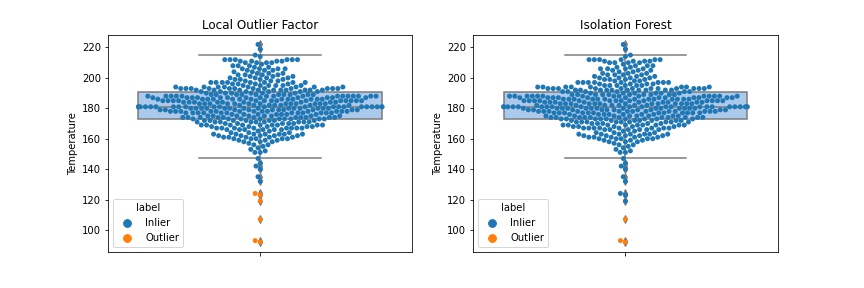 Local Outlier Factor
Temperature
220
200
180
160
140
120
100
label
Inlier
Outlier
Isolation Forest
Temperature
220
200
180
160
140
120
100
label
Inlier
Outlier